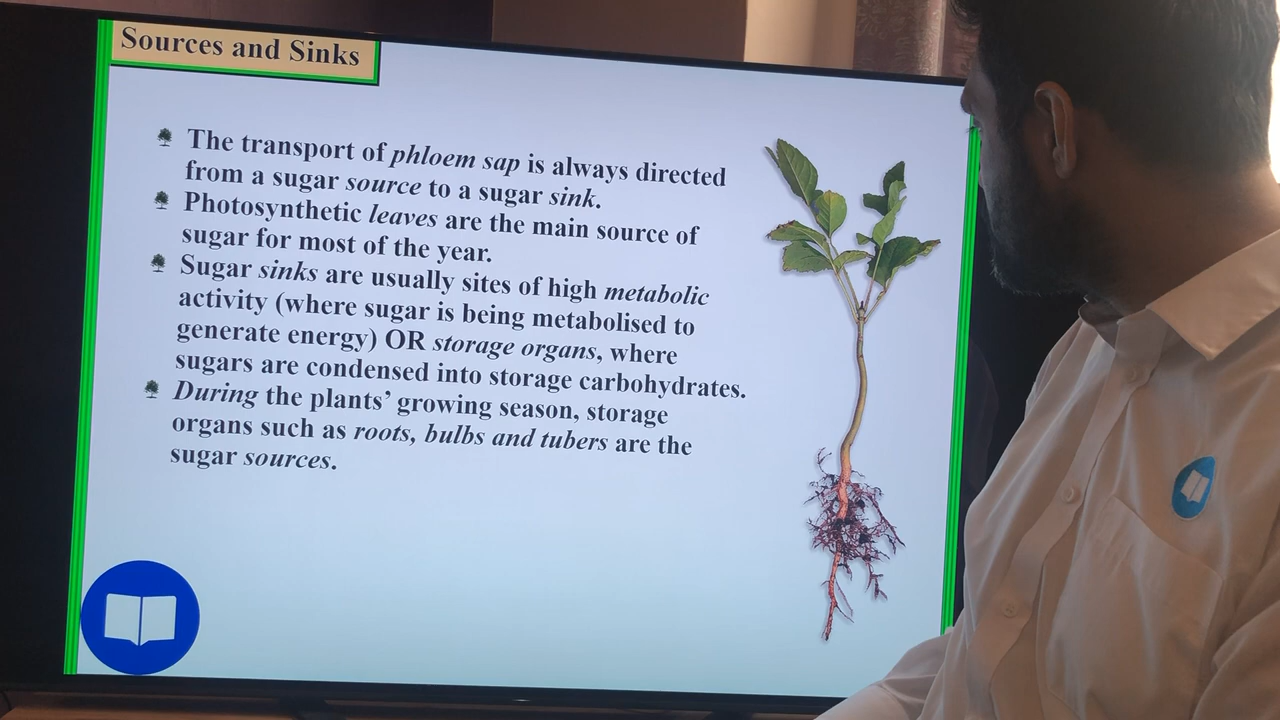 Sources and Sinks
The transport of phloem sap is always directed
from a sugar source to a sugar sink.
Photosynthetic leaves are the main source of
sugar for most of the year.
Sugar sinks are usually sites of high metabolic
activity (where sugar is being metabolised to
generate energy) OR storage organs, where
sugars are condensed into storage carbohydrates.
During the plants' growing season, storage
organs such as roots, bulbs and tubers are the
sugar sources.